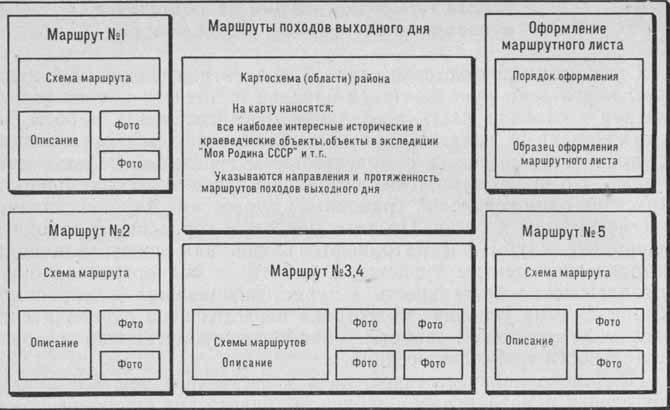 Маршрут №1
Схема маршрута
Описание
Фото
Фото
Маршруты походов выходного дня
Картосхема (области) района
На карту наносятся:
все наиболее интересные исторические и
краеведческие объекты,объекты в экспедиции
"Моя Родина СССР" и т.г.
Указываются направления и протяженность
маршрутов походов выходного дня
Оформление
маршрутного листа
Порядок оформления
Образец оформления
маршрутного листа
Маршрут №2
Схема маршрута
Описание
Фото
Фото
Маршрут №3,4
Схемы маршрутов
Описание
Фото
Фото
Фото
Фото
Маршрут №5
Схема маршрута
Описание
Фото
Фото